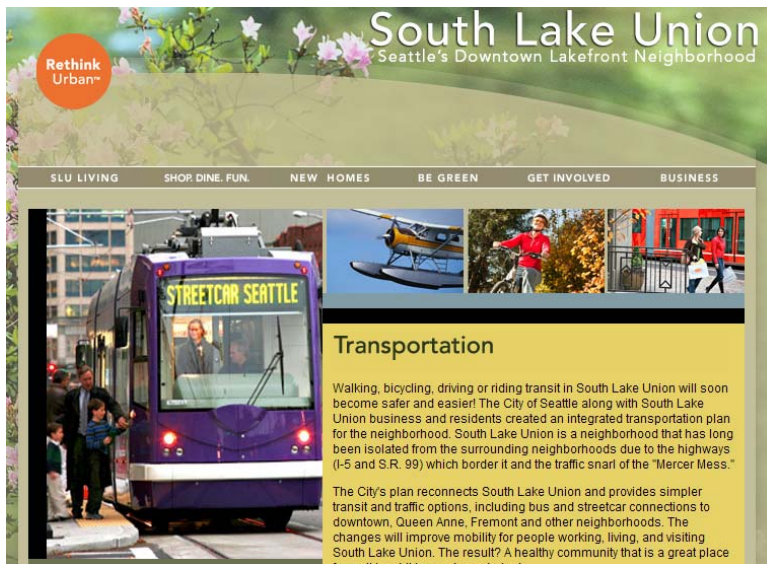 South Lake Union
Seattle's Downtown Lakefront Neighborhood
Rethink
Urban™
SLU LIVING SHOP. DINE. FUN. NEW HOMES BE GREEN GET INVOLVED BUSINESS
STREETCAR SEATTLE
Transportation
Walking, bicycling, driving or riding transit in South Lake Union will soon
become safer and easier! The City of Seattle along with South Lake
Union business and residents created an integrated transportation plan
for the neighborhood. South Lake Union is a neighborhood that has long
been isolated from the surrounding neighborhoods due to the highways
(I-5 and S.R. 99) which border it and the traffic snarl of the "Mercer Mess."
The City's plan reconnects South Lake Union and provides simpler
transit and traffic options, including bus and streetcar connections to
downtown, Queen Anne, Fremont and other neighborhoods. The
changes will improve mobility for people working, living, and visiting
South Lake Union. The result? A healthy community that is a great place